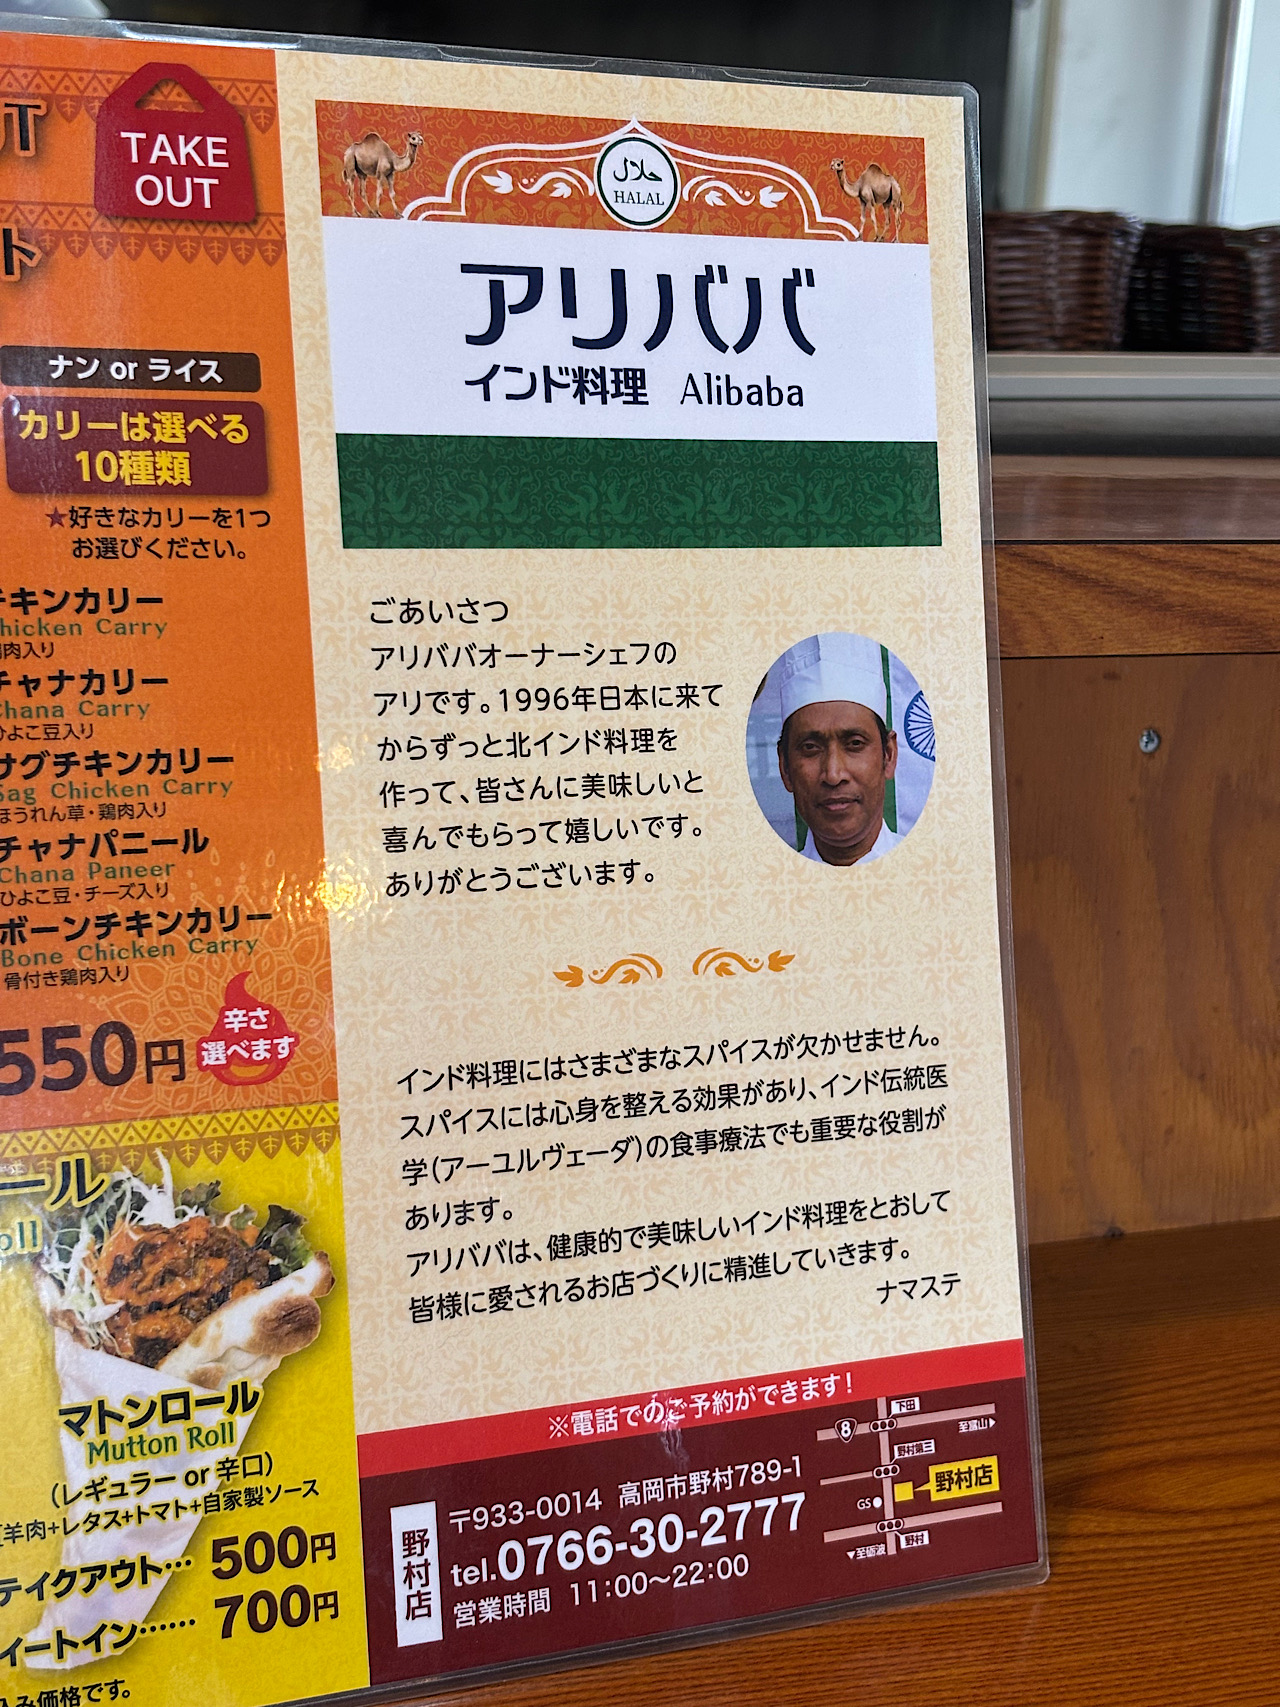 TAKE
OUT
ト
ナン or ライス
カリーは選べる
10種類
★好きなカリーを1つ
お選びください。
チキンカリー
Chicken Carry
鶏肉入り
チャナカリー
Chana Carry
ひよこ豆入り
サグチキンカリー
Sag Chicken Carry
ほうれん草・鶏肉入り
チャナパニール
Chana Paneer
ひよこ豆・チーズ入り
ボーンチキンカリー
Bone Chicken Carry
骨付き鶏肉入り
550円
辛さ
選べます
ール
oll
マトンロール
Mutton Roll
(レギュラー or 辛口)
羊肉+レタス+トマト+自家製ソース
テイクアウト… 500円
イートイン…… 700円
込み価格です。
حلال
HALAL
アリババ
インド料理 Alibaba
ごあいさつ
アリババオーナーシェフの
アリです。1996年日本に来て
からずっと北インド料理を
作って、皆さんに美味しいと
喜んでもらって嬉しいです。
ありがとうございます。
インド料理にはさまざまなスパイスが欠かせません。
スパイスには心身を整える効果があり、インド伝統医
学(アーユルヴェーダ)の食事療法でも重要な役割が
あります。
アリババは、健康的で美味しいインド料理をとおして
皆様に愛されるお店づくりに精進していきます。
ナマステ
※電話でのご予約ができます!
野村店
〒933-0014 高岡市野村789-1
tel.0766-30-2777
営業時間 11:00~22:00
下田
8
至富山▶
野村第三
野村店
GS
野村
▼至砺波